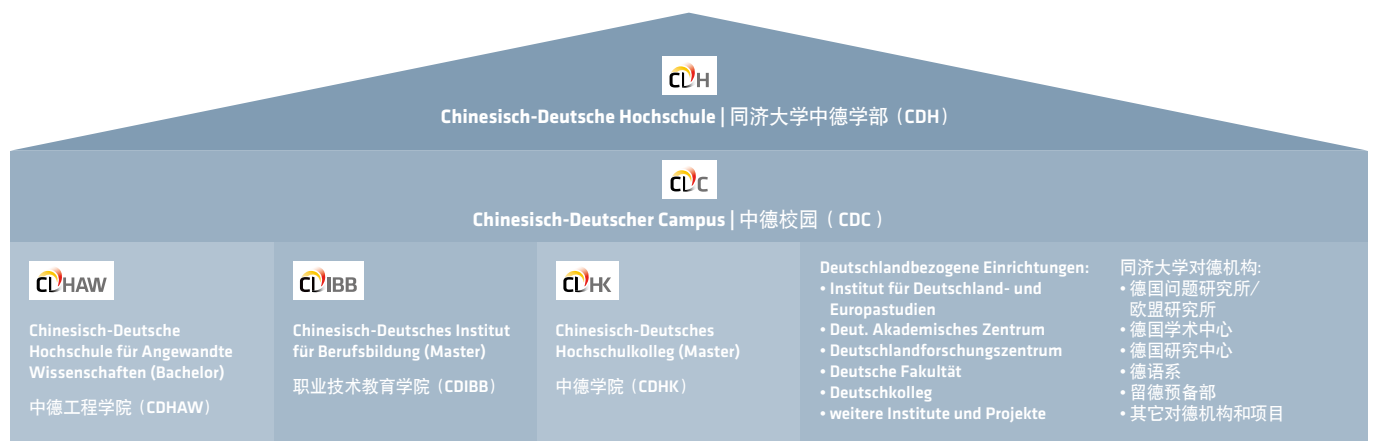 CDH
Chinesisch-Deutsche Hochschule | 同济大学中德学部（CDH）
CDC
Chinesisch-Deutscher Campus | 中德校园（ CDC ）
CDHAW
Chinesisch-Deutsche
Hochschule für Angewandte
Wissenschaften (Bachelor)
中德工程学院（CDHAW）
CDIBB
Chinesisch-Deutsches Institut
für Berufsbildung (Master)
职业技术教育学院（CDIBB）
CDHK
Chinesisch-Deutsches
Hochschulkolleg (Master)
中德学院（CDHK）
Deutschlandbezogene Einrichtungen:
• Institut für Deutschland- und
Europastudien
• Deut. Akademisches Zentrum
• Deutschlandforschungszentrum
• Deutsche Fakultät
• Deutschkolleg
• weitere Institute und Projekte
同济大学对德机构:
• 德国问题研究所/
欧盟研究所
• 德国学术中心
• 德国研究中心
• 德语系
• 留德预备部
• 其它对德机构和项目